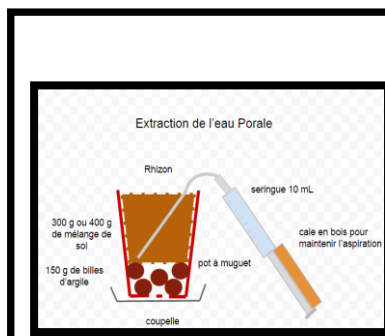 Extraction de l'eau Porale
Rhizon
seringue 10 mL
300 g ou 400 g
de mélange de
sol
cale en bois pour
maintenir l'aspiration
150 g de billes
d'argile
pot à muguet
coupelle